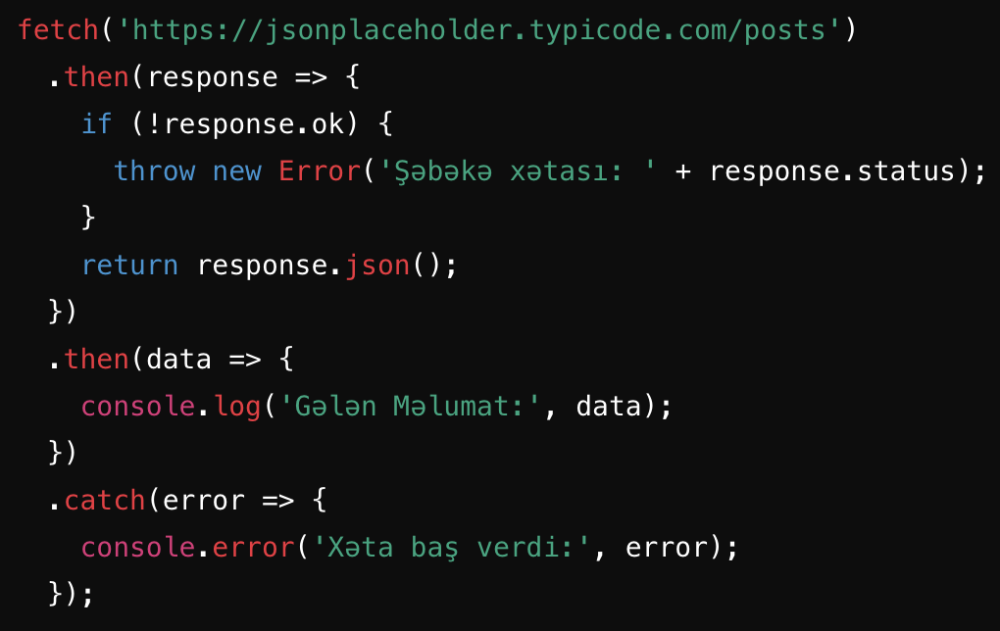 fetch('https://jsonplaceholder.typicode.com/posts')
  .then(response => {
    if (!response.ok) {
      throw new Error('Şəbəkə xətası: ' + response.status);
    }
    return response.json();
  })
  .then(data => {
    console.log('Gələn Məlumat:', data);
  })
  .catch(error => {
    console.error('Xəta baş verdi:', error);
  });